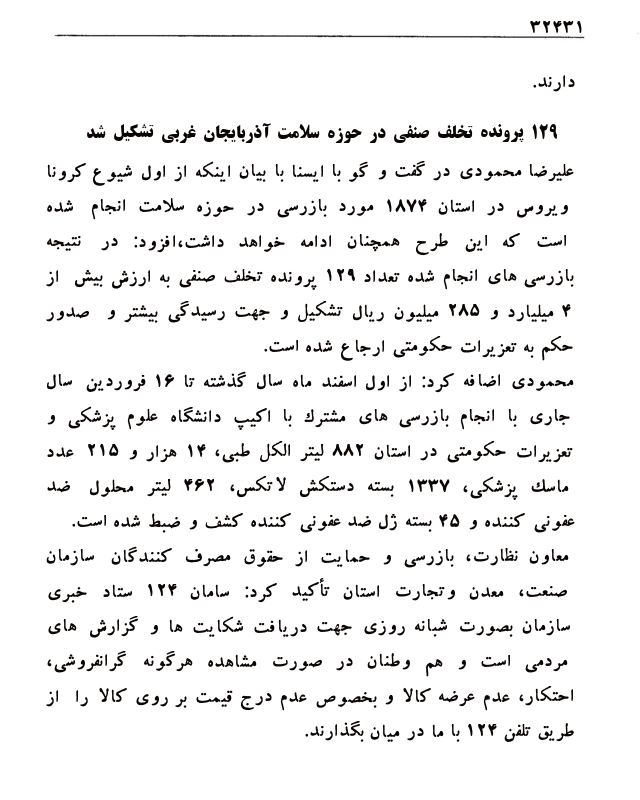 ۳۲۴۳۱
دارند.
۱۲۹ پرونده تخلف صنفی در حوزه سلامت آذربایجان غربی تشکیل شد
علیرضا محمودی در گفت و گو با ایسنا با بیان اینکه از اول شیوع کرونا
ویروس در استان ۱۸۷۴ مورد بازرسی در حوزه سلامت انجام شده
است که این طرح همچنان ادامه خواهد داشت،افزود: در نتیجه
بازرسی های انجام شده تعداد ۱۲۹ پرونده تخلف صنفی به ارزش بیش از
۴ میلیارد و ۲۸۵ میلیون ریال تشکیل و جهت رسیدگی بیشتر و صدور
حکم به تعزیرات حکومتی ارجاع شده است.
محمودی اضافه کرد: از اول اسفند ماه سال گذشته تا ۱۶ فروردین سال
جاری با انجام بازرسی های مشترك با اکیپ دانشگاه علوم پزشکی و
تعزیرات حکومتی در استان ۸۸۲ لیتر الکل طبی، ۱۴ هزار و ۲۱۵ عدد
ماسك پزشکی، ۱۳۳۷ بسته دستکش لاتکس، ۴۶۲ لیتر محلول ضد
عفونی کننده و ۴۵ بسته ژل ضد عفونی کننده کشف و ضبط شده است.
معاون نظارت، بازرسی و حمایت از حقوق مصرف کنندگان سازمان
صنعت، معدن وتجارت استان تأکید کرد: سامان ۱۲۴ ستاد خبری
سازمان بصورت شبانه روزی جهت دریافت شکایت ها و گزارش های
مردمی است و هم وطنان در صورت مشاهده هرگونه گرانفروشی،
احتکار، عدم عرضه کالا و بخصوص عدم درج قیمت بر روی کالا را از
طریق تلفن ۱۲۴ با ما در میان بگذارند.